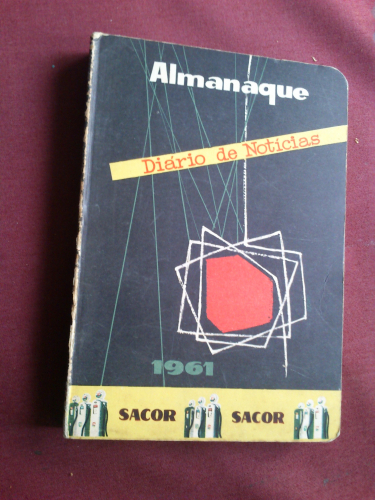 Almanaque
Diário de Notícias
1961
SACOR SACOR